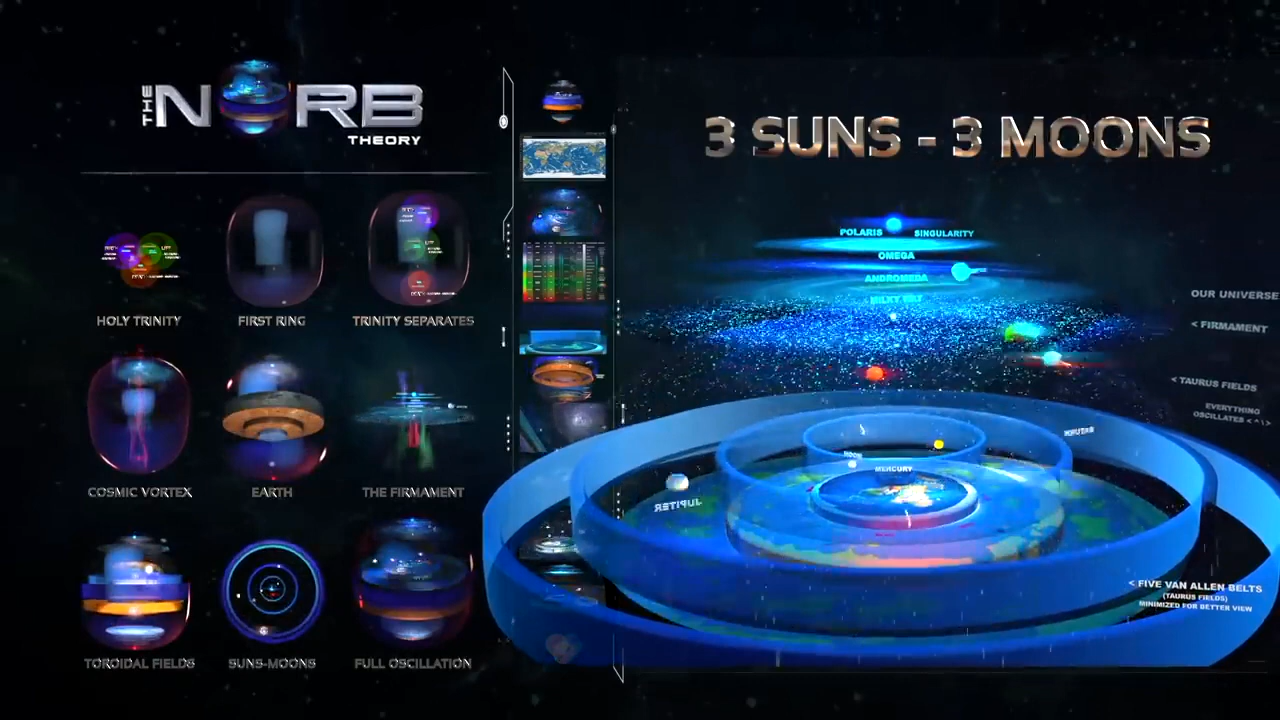 THE NORB
THEORY
HOLY TRINITY
FIRST RING
TRINITY SEPARATES
COSMIC VORTEX
EARTH
THE FIRMAMENT
TOROIDAL FIELDS
SUNS-MOONS
FULL OSCILLATION
3 SUNS - 3 MOONS
POLARIS
SINGULARITY
OMEGA
ANDROMEDA
MILKY WAY
OUR UNIVERSE
< FIRMAMENT
< TAURUS FIELDS
EVERYTHING
OSCILLATES < ^ \ >
SATURN
MOON
MERCURY
JUPITER
< FIVE VAN ALLEN BELTS
(TAURUS FIELDS)
MINIMIZED FOR BETTER VIEW